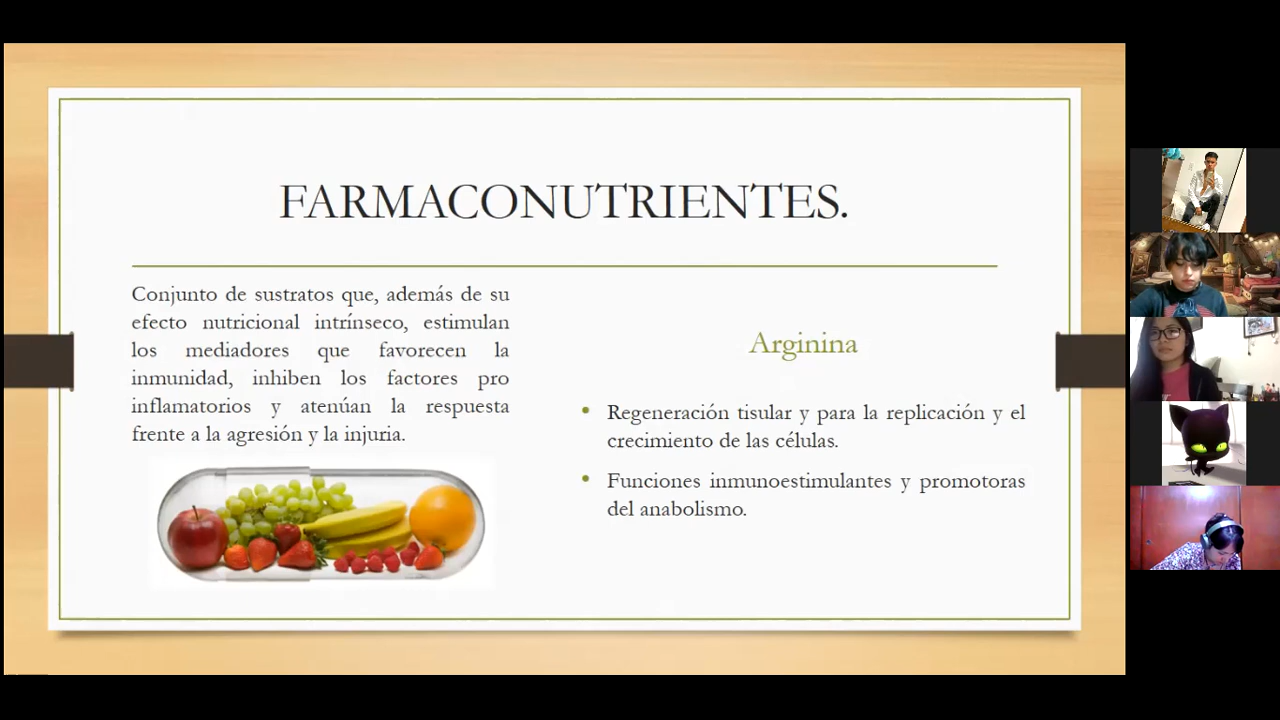 FARMACONUTRIENTES.
Conjunto de sustratos que, además de su
efecto nutricional intrínseco, estimulan
los mediadores que favorecen la
inmunidad, inhiben los factores pro
inflamatorios y atenúan la respuesta
frente a la agresión y la injuria.
Arginina
• Regeneración tisular y para la replicación y el
crecimiento de las células.
• Funciones inmunoestimulantes y promotoras
del anabolismo.